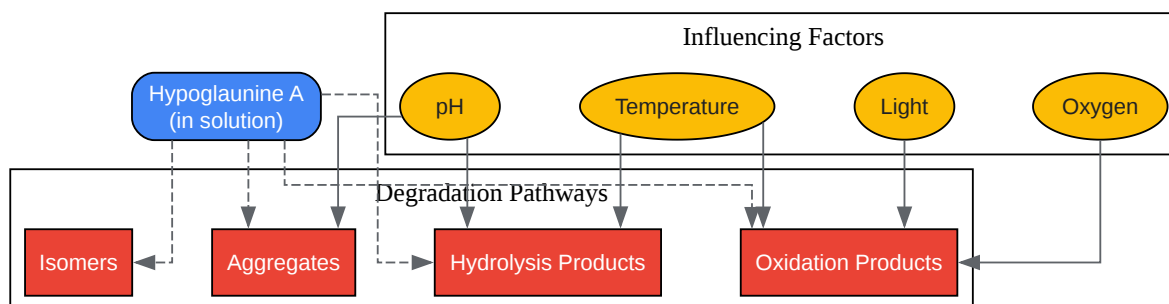 Influencing Factors
Hypoglaunine A
(in solution)
pH
Temperature
Light
Oxygen
Degradation Pathways
Isomers
Aggregates
Hydrolysis Products
Oxidation Products